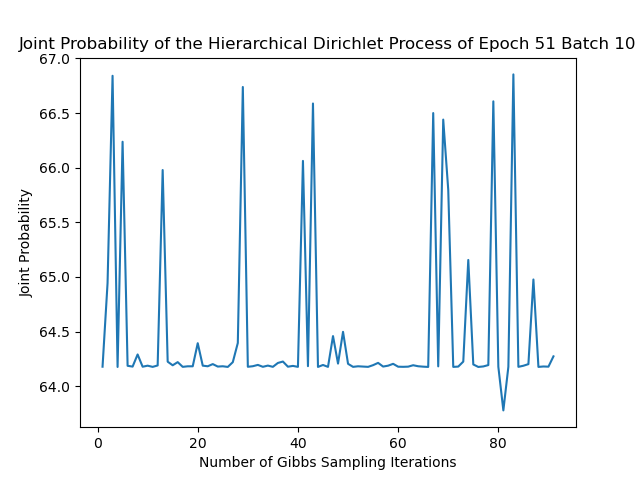 Joint Probability of the Hierarchical Dirichlet Process of Epoch 51 Batch 10
67.0
66.5
66.0
65.5
65.0
64.5
64.0
Joint Probability
0 20 40 60 80
Number of Gibbs Sampling Iterations